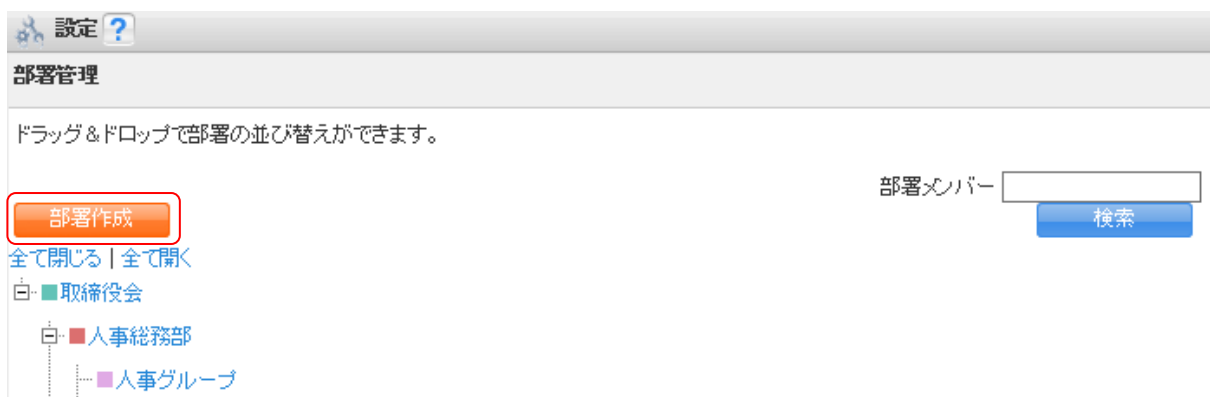 設定 ?
部署管理
ドラッグ&ドロップで部署の並び替えができます。
部署メンバー
部署作成
検索
全て閉じる | 全て開く
取締役会
人事総務部
人事グループ